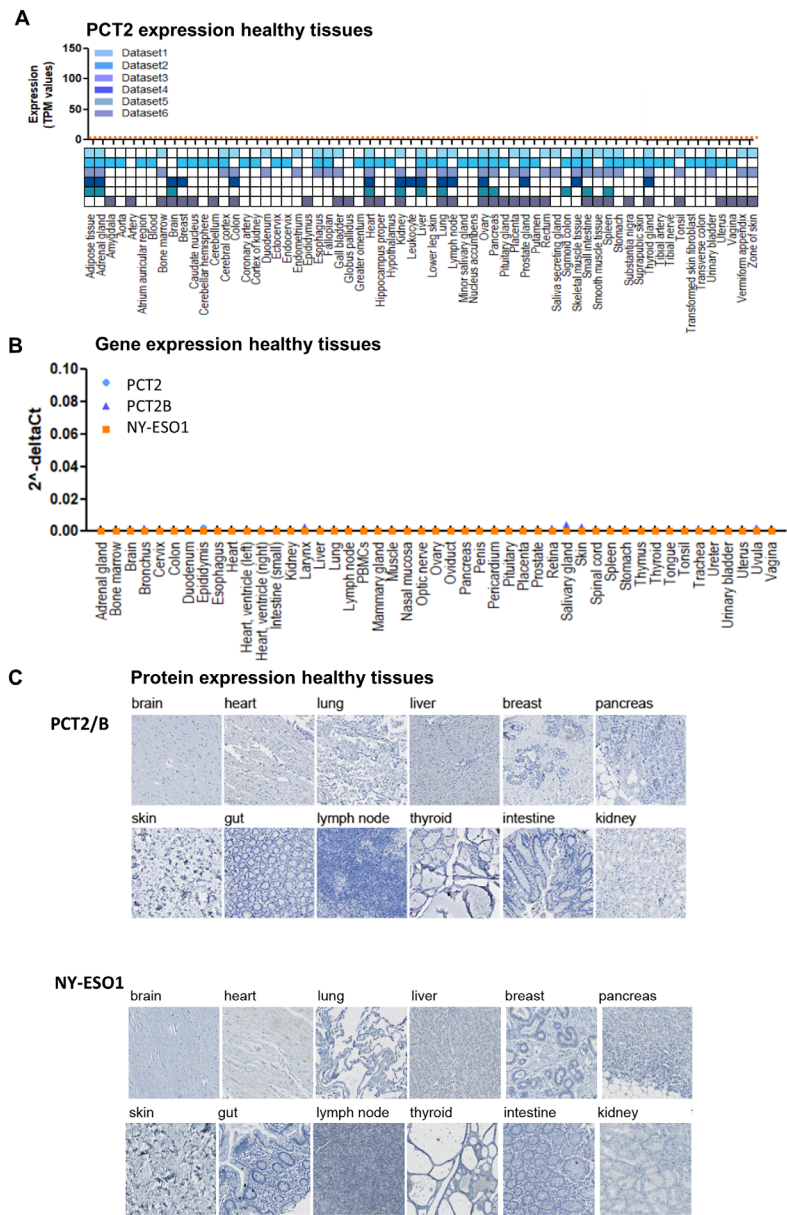 A
PCT2 expression healthy tissues
Expression
(TPM values)
150
100
50
0
Dataset1
Dataset2
Dataset3
Dataset4
Dataset5
Dataset6
Adipose tissue
Adrenal gland
Amygdala
Aorta
Artery
Atrium auricular region
Blood
Bone marrow
Brain
Breast
Caudate nucleus
Cerebellar hemisphere
Cerebellum
Cerebral cortex
Colon
Coronary artery
Cortex of kidney
Duodenum
Ectocervix
Endocervix
Endometrium
Epididymus
Esophagus
Fallopian
Gall bladder
Globus pallidus
Greater omentum
Heart
Hippocampus proper
Hypothalamus
Kidney
Leukocyte
Liver
Lower leg skin
Lung
Lymph node
Minor salivary gland
Nucleus accumbens
Ovary
Pancreas
Pituitary gland
Placenta
Prostate gland
Putamen
Rectum
Saliva secreting gland
Sigmoid colon
Skeletal muscle tissue
Small intestine
Smooth muscle tissue
Spleen
Stomach
Substantia nigra
Suprapubic skin
Thyroid gland
Tibial artery
Tibial nerve
Tonsil
Transformed skin fibroblast
Transverse colon
Urinary bladder
Uterus
Vagina
Vermiform appendix
Zone of skin
B
Gene expression healthy tissues
2^-deltaCt
0.10
0.08
0.06
0.04
0.02
0.00
PCT2
PCT2B
NY-ESO1
Adrenal gland
Bone marrow
Brain
Bronchus
Cervix
Colon
Duodenum
Epididymis
Esophagus
Heart
Heart, ventricle (left)
Heart, ventricle (right)
Intestine (small)
Kidney
Larynx
Liver
Lung
Lymph node
PBMCs
Mammary gland
Muscle
Nasal mucosa
Optic nerve
Ovary
Oviduct
Pancreas
Penis
Pericardium
Pituitary
Placenta
Prostate
Retina
Salivary gland
Skin
Spinal cord
Spleen
Stomach
Thymus
Thyroid
Tongue
Tonsil
Trachea
Ureter
Urinary bladder
Uterus
Uvula
Vagina
C
Protein expression healthy tissues
PCT2/B
brain heart lung liver breast pancreas
skin gut lymph node thyroid intestine kidney
NY-ESO1
brain heart lung liver breast pancreas
skin gut lymph node thyroid intestine kidney